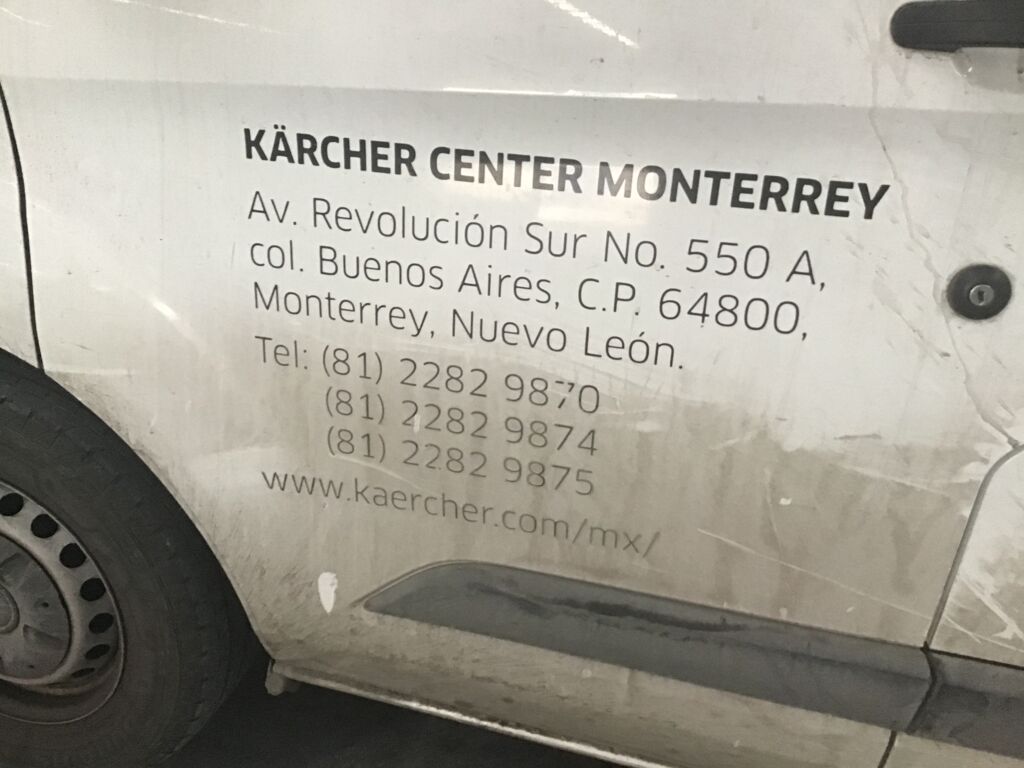 KÄRCHER CENTER MONTERREY
Av. Revolución Sur No. 550 A,
col. Buenos Aires, C.P. 64800,
Monterrey, Nuevo León.
Tel: (81) 2282 9870
(81) 2282 9874
(81) 2282 9875
www.kaercher.com/mx/